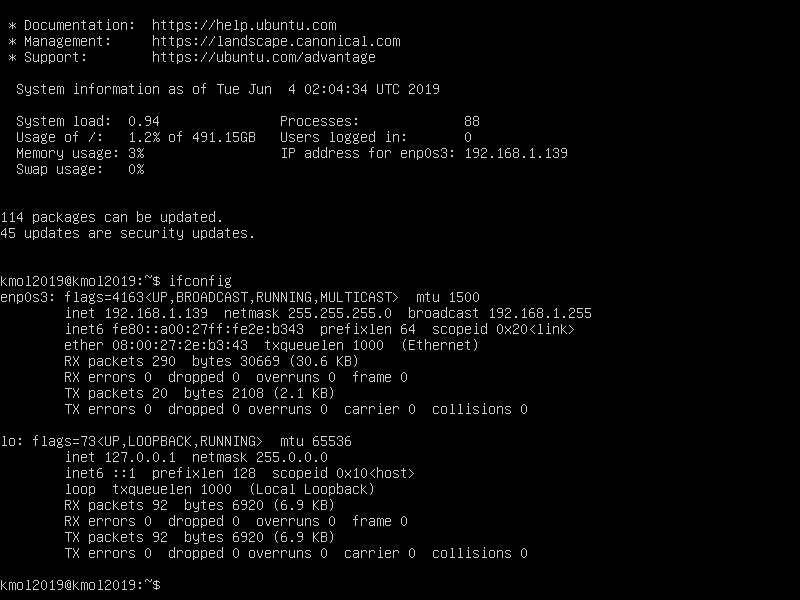 * Documentation:  https://help.ubuntu.com
 * Management:     https://landscape.canonical.com
 * Support:        https://ubuntu.com/advantage

  System information as of Tue Jun  4 02:04:34 UTC 2019

  System load:  0.94               Processes:             88
  Usage of /:   1.2% of 491.15GB   Users logged in:       0
  Memory usage: 3%                 IP address for enp0s3: 192.168.1.139
  Swap usage:   0%


114 packages can be updated.
45 updates are security updates.


kmol2019@kmol2019:~$ ifconfig
enp0s3: flags=4163<UP,BROADCAST,RUNNING,MULTICAST>  mtu 1500
        inet 192.168.1.139  netmask 255.255.255.0  broadcast 192.168.1.255
        inet6 fe80::a00:27ff:fe2e:b343  prefixlen 64  scopeid 0x20<link>
        ether 08:00:27:2e:b3:43  txqueuelen 1000  (Ethernet)
        RX packets 290  bytes 30669 (30.6 KB)
        RX errors 0  dropped 0  overruns 0  frame 0
        TX packets 20  bytes 2108 (2.1 KB)
        TX errors 0  dropped 0 overruns 0  carrier 0  collisions 0

lo: flags=73<UP,LOOPBACK,RUNNING>  mtu 65536
        inet 127.0.0.1  netmask 255.0.0.0
        inet6 ::1  prefixlen 128  scopeid 0x10<host>
        loop  txqueuelen 1000  (Local Loopback)
        RX packets 92  bytes 6920 (6.9 KB)
        RX errors 0  dropped 0  overruns 0  frame 0
        TX packets 92  bytes 6920 (6.9 KB)
        TX errors 0  dropped 0 overruns 0  carrier 0  collisions 0

kmol2019@kmol2019:~$